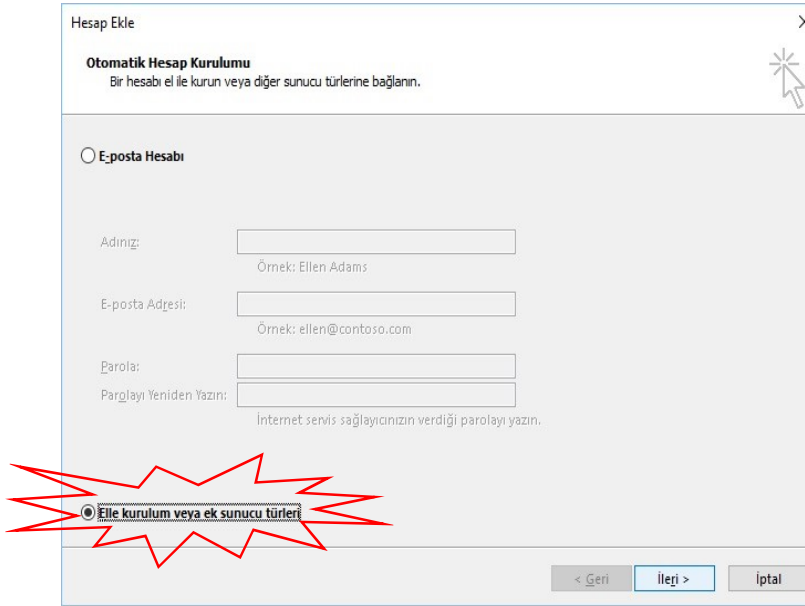 Hesap Ekle
Otomatik Hesap Kurulumu
Bir hesabı el ile kurun veya diğer sunucu türlerine bağlanın.
E-posta Hesabı
Adınız:
Örnek: Ellen Adams
E-posta Adresi:
Örnek: ellen@contoso.com
Parola:
Parolayı Yeniden Yazın:
İnternet servis sağlayıcınızın verdiği parolayı yazın.
Elle kurulum veya ek sunucu türleri
< Geri İleri > İptal